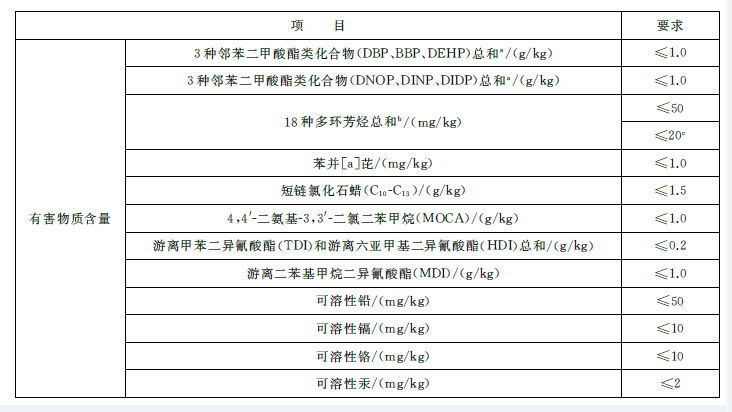 项 目 要求
有害物质含量
3种邻苯二甲酸酯类化合物(DBP、BBP、DEHP)总和ᵃ/(g/kg) ≤1.0
3种邻苯二甲酸酯类化合物(DNOP、DINP、DIDP)总和ᵃ/(g/kg) ≤1.0
18种多环芳烃总和ᵇ/(mg/kg) ≤50
≤20ᶜ
苯并[a]芘/(mg/kg) ≤1.0
短链氯化石蜡(C₁₀-C₁₃)/(g/kg) ≤1.5
4,4′-二氨基-3,3′-二氯二苯甲烷(MOCA)/(g/kg) ≤1.0
游离甲苯二异氰酸酯(TDI)和游离六亚甲基二异氰酸酯(HDI)总和/(g/kg) ≤0.2
游离二苯基甲烷二异氰酸酯(MDI)/(g/kg) ≤1.0
可溶性铅/(mg/kg) ≤50
可溶性镉/(mg/kg) ≤10
可溶性铬/(mg/kg) ≤10
可溶性汞/(mg/kg) ≤2